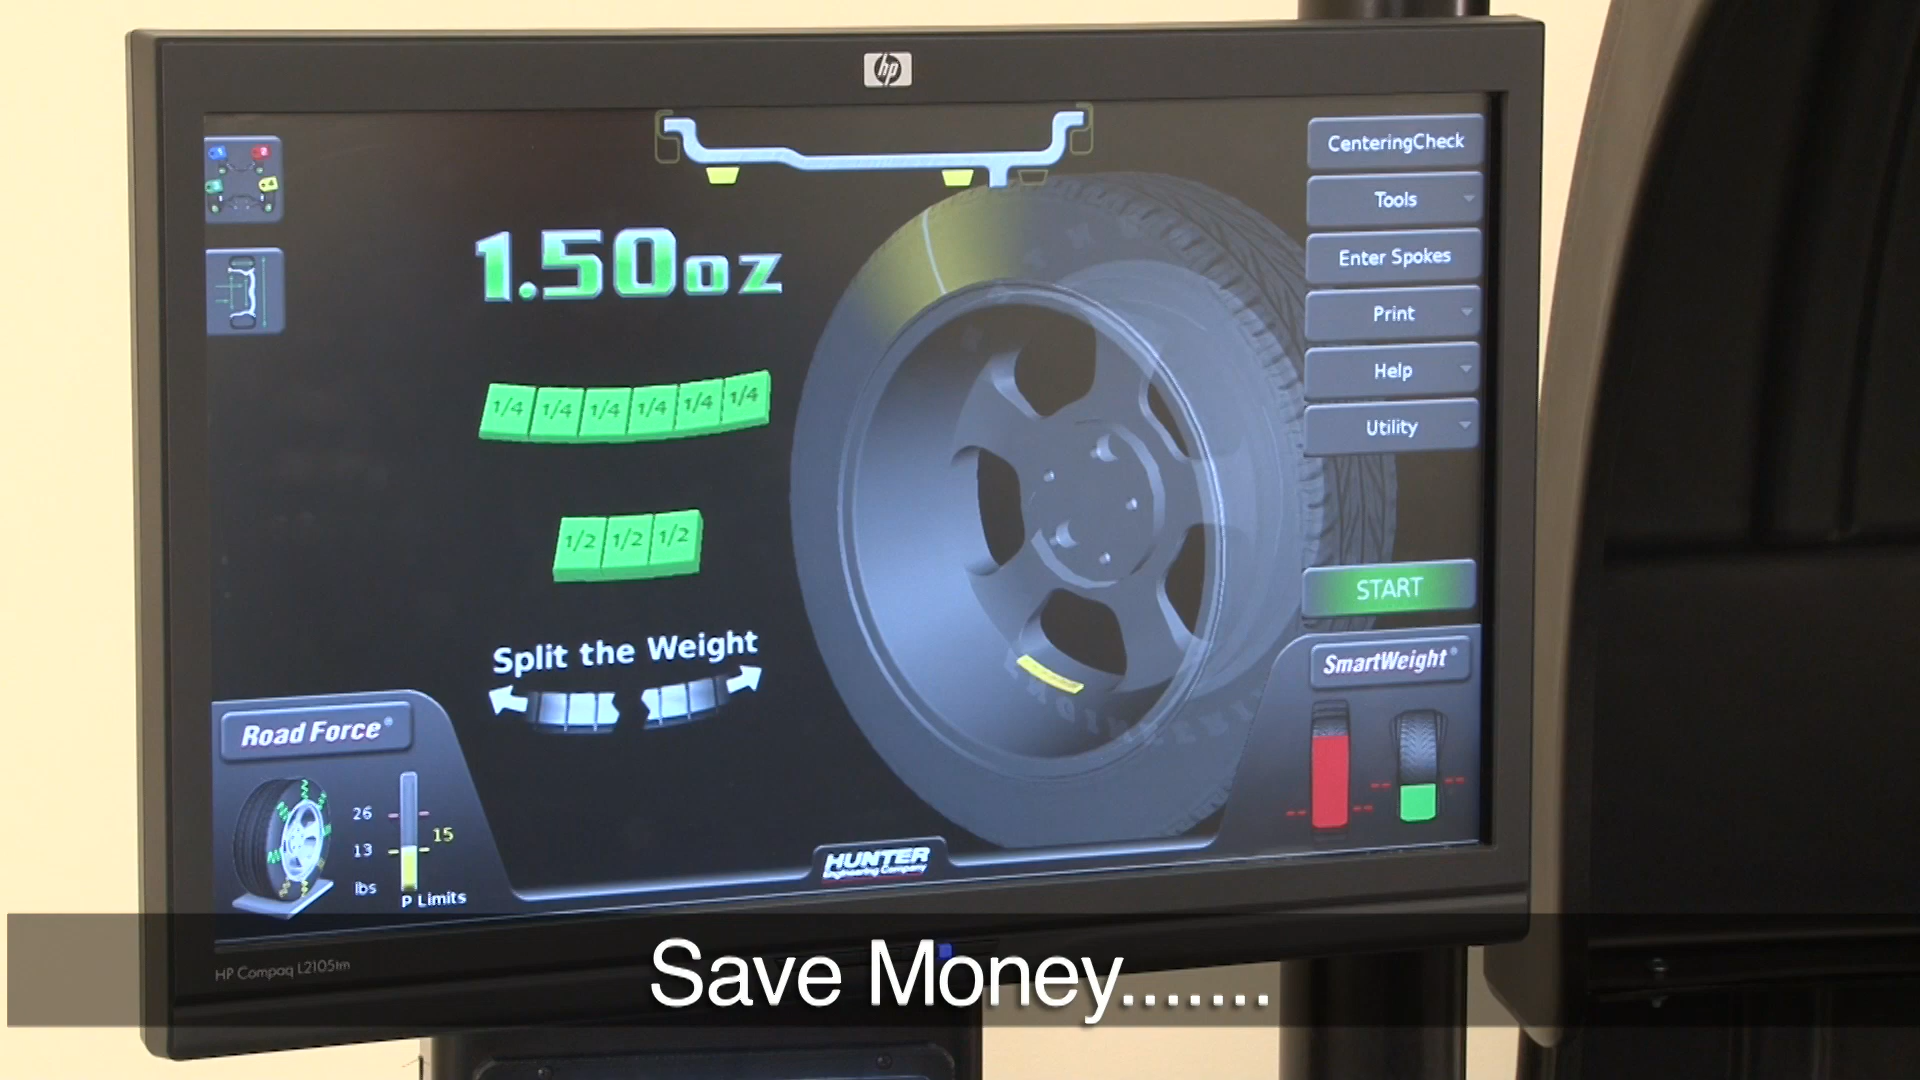 hp
CenteringCheck
Tools
Enter Spokes
Print
Help
Utility
1.50oz
1/4 1/4 1/4 1/4 1/4 1/4
1/2 1/2 1/2
Split the Weight
START
SmartWeight®
Road Force®
26
15
13
lbs
P Limits
HUNTER
Engineering Company
HP Compaq L2105tm
Save Money.......